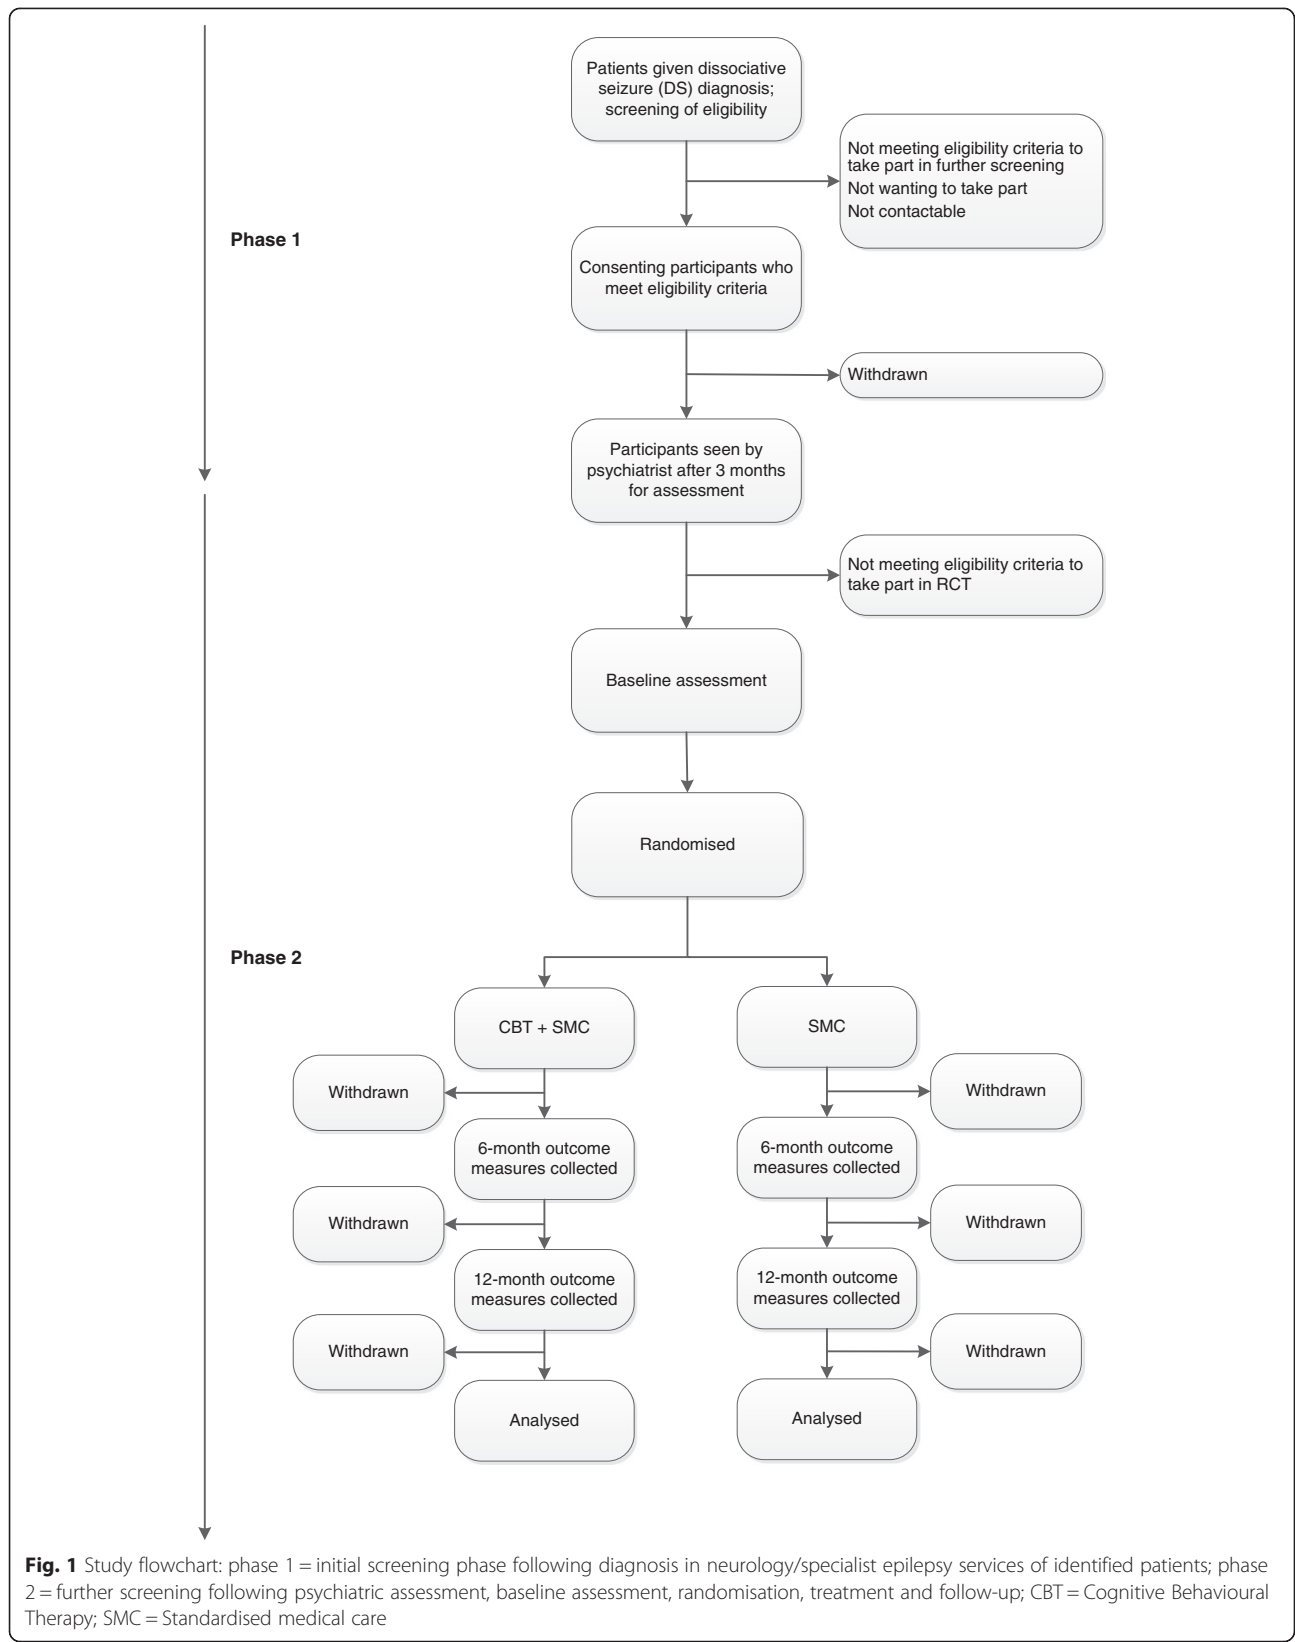 Patients given dissociative
seizure (DS) diagnosis;
screening of eligibility
Not meeting eligibility criteria to
take part in further screening
Not wanting to take part
Not contactable
Phase 1
Consenting participants who
meet eligibility criteria
Withdrawn
Participants seen by
psychiatrist after 3 months
for assessment
Not meeting eligibility criteria to
take part in RCT
Baseline assessment
Randomised
Phase 2
CBT + SMC
SMC
Withdrawn
Withdrawn
6-month outcome
measures collected
6-month outcome
measures collected
Withdrawn
Withdrawn
12-month outcome
measures collected
12-month outcome
measures collected
Withdrawn
Withdrawn
Analysed
Analysed
Fig. 1 Study flowchart: phase 1 = initial screening phase following diagnosis in neurology/specialist epilepsy services of identified patients; phase
2 = further screening following psychiatric assessment, baseline assessment, randomisation, treatment and follow-up; CBT = Cognitive Behavioural
Therapy; SMC = Standardised medical care